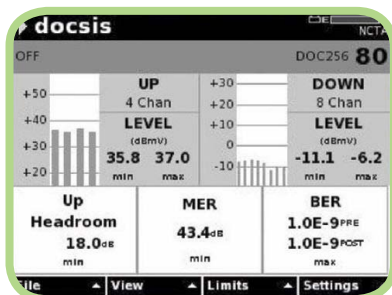 docsis
NCTA
OFF
DOC256 80
UP
4 Chan
LEVEL
(dBmV)
35.8 37.0
min max
+50
+40
+30
+20
DOWN
8 Chan
LEVEL
(dBmV)
-11.1 -6.2
min max
+30
+20
+10
0
-10
Up
Headroom
18.0dB
min
MER
43.4dB
min
BER
1.0E-9PRE
1.0E-9POST
max
ile
View
Limits
Settings